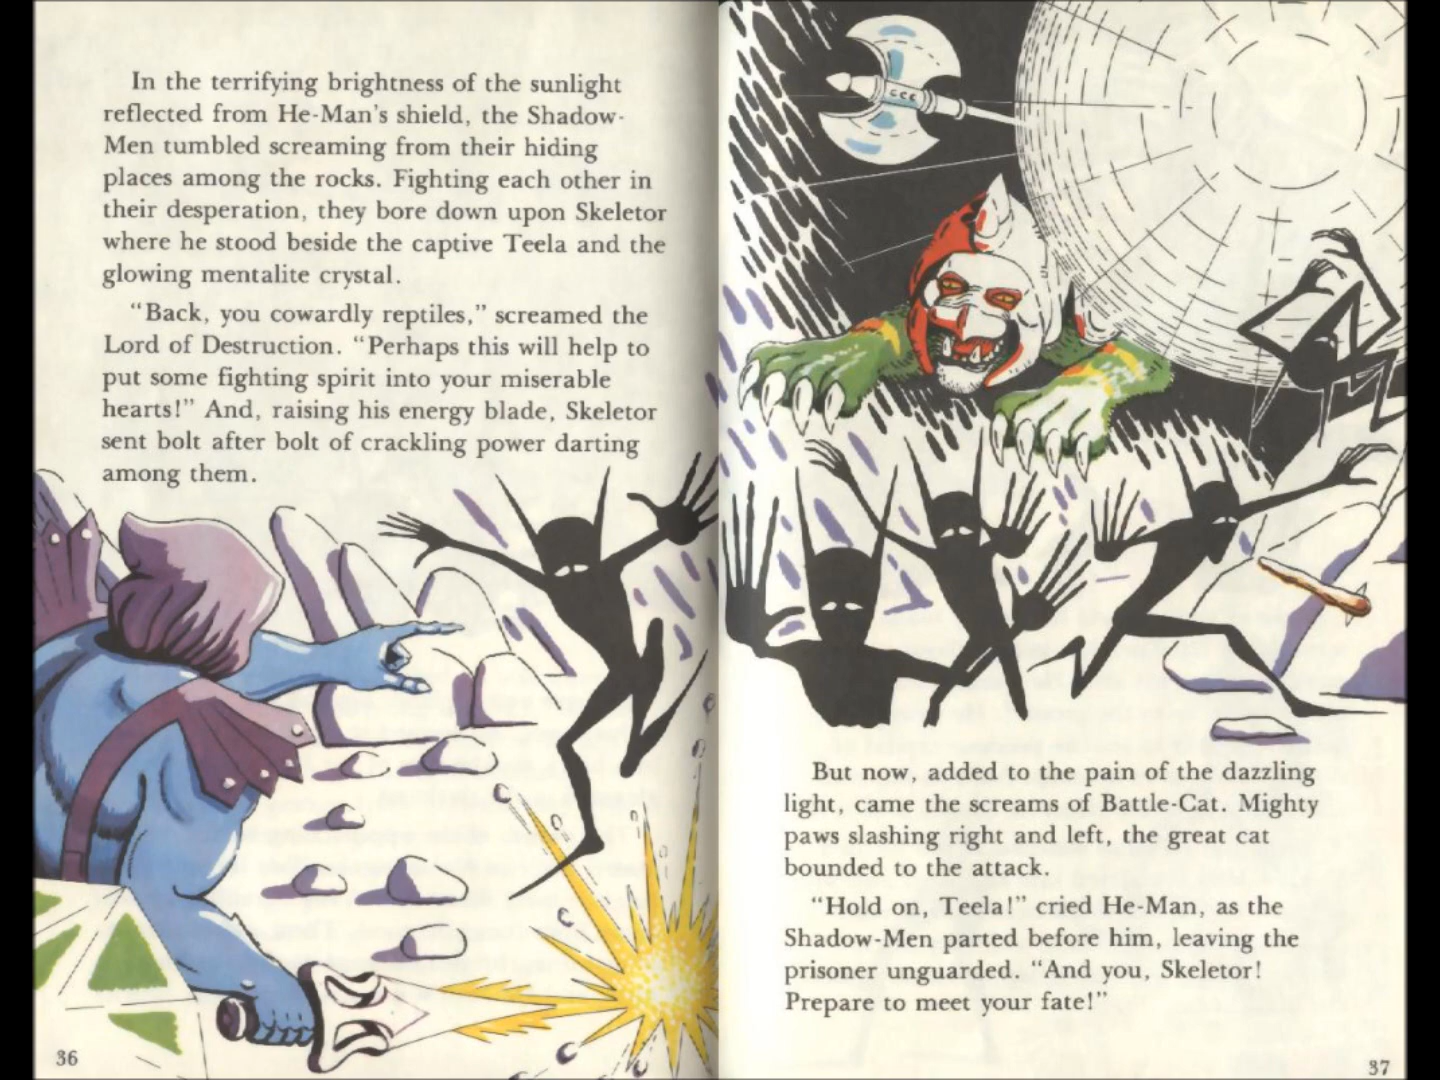 In the terrifying brightness of the sunlight
reflected from He-Man's shield, the Shadow-
Men tumbled screaming from their hiding
places among the rocks. Fighting each other in
their desperation, they bore down upon Skeletor
where he stood beside the captive Teela and the
glowing mentalite crystal.
"Back, you cowardly reptiles," screamed the
Lord of Destruction. "Perhaps this will help to
put some fighting spirit into your miserable
hearts!" And, raising his energy blade, Skeletor
sent bolt after bolt of crackling power darting
among them.
36
But now, added to the pain of the dazzling
light, came the screams of Battle-Cat. Mighty
paws slashing right and left, the great cat
bounded to the attack.
"Hold on, Teela!" cried He-Man, as the
Shadow-Men parted before him, leaving the
prisoner unguarded. "And you, Skeletor!
Prepare to meet your fate!"
37